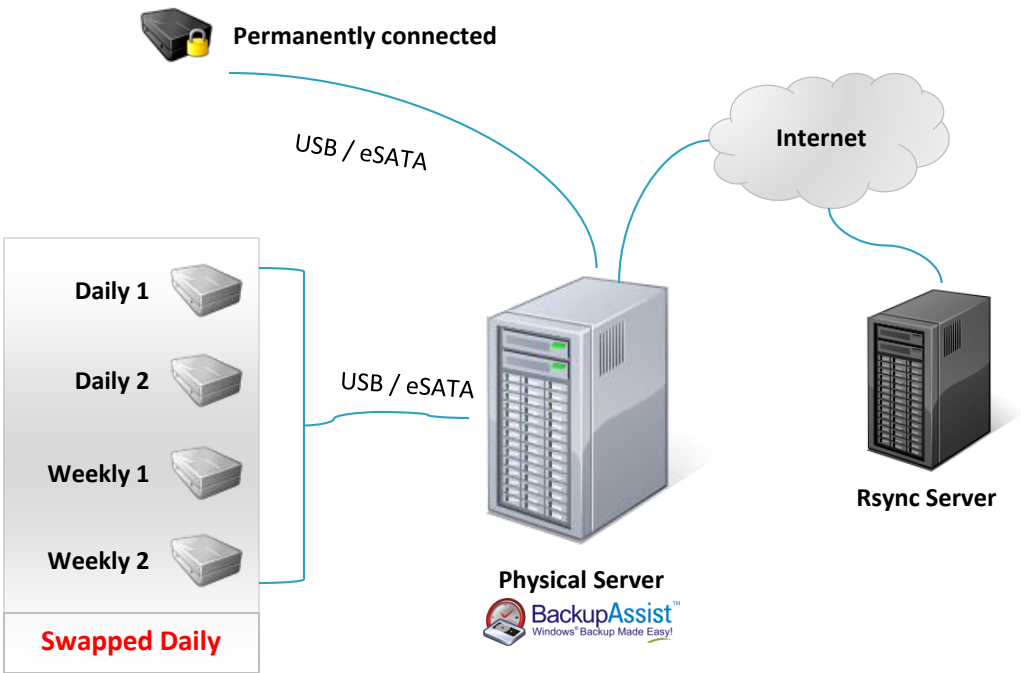 Permanently connected
USB / eSATA
Internet
Daily 1
Daily 2
USB / eSATA
Weekly 1
Weekly 2
Swapped Daily
Rsync Server
Physical Server
BackupAssist™
Windows® Backup Made Easy!